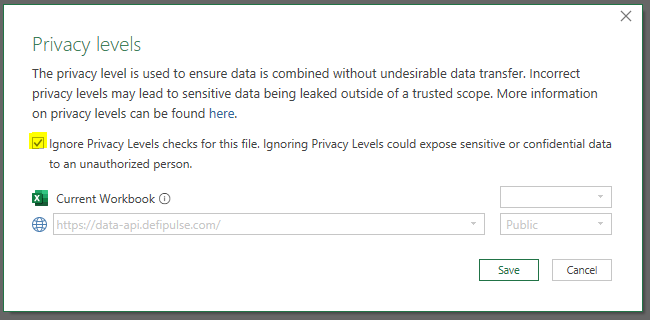 Privacy levels
The privacy level is used to ensure data is combined without undesirable data transfer. Incorrect
privacy levels may lead to sensitive data being leaked outside of a trusted scope. More information
on privacy levels can be found here.
Ignore Privacy Levels checks for this file. Ignoring Privacy Levels could expose sensitive or confidential data
to an unauthorized person.
Current Workbook
https://data-api.defipulse.com/ Public
Save Cancel